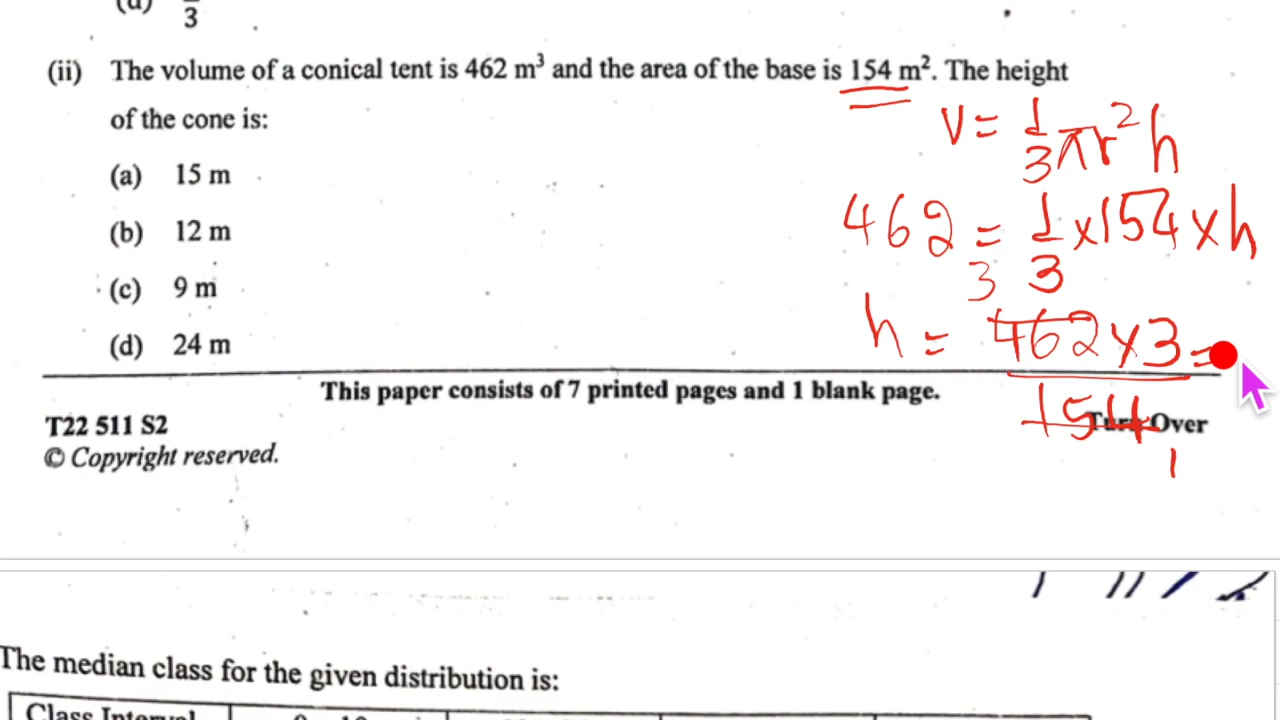 (d)
3
(ii) The volume of a conical tent is 462 m³ and the area of the base is 154 m². The height
of the cone is:
(a) 15 m
(b) 12 m
(c) 9 m
(d) 24 m
V = 1/3 πr²h
462 = 1/3 × 154 × h
3
h = 462 × 3 =
154
1
This paper consists of 7 printed pages and 1 blank page.
T22 511 S2
Turn Over
© Copyright reserved.
The median class for the given distribution is:
Class Interval